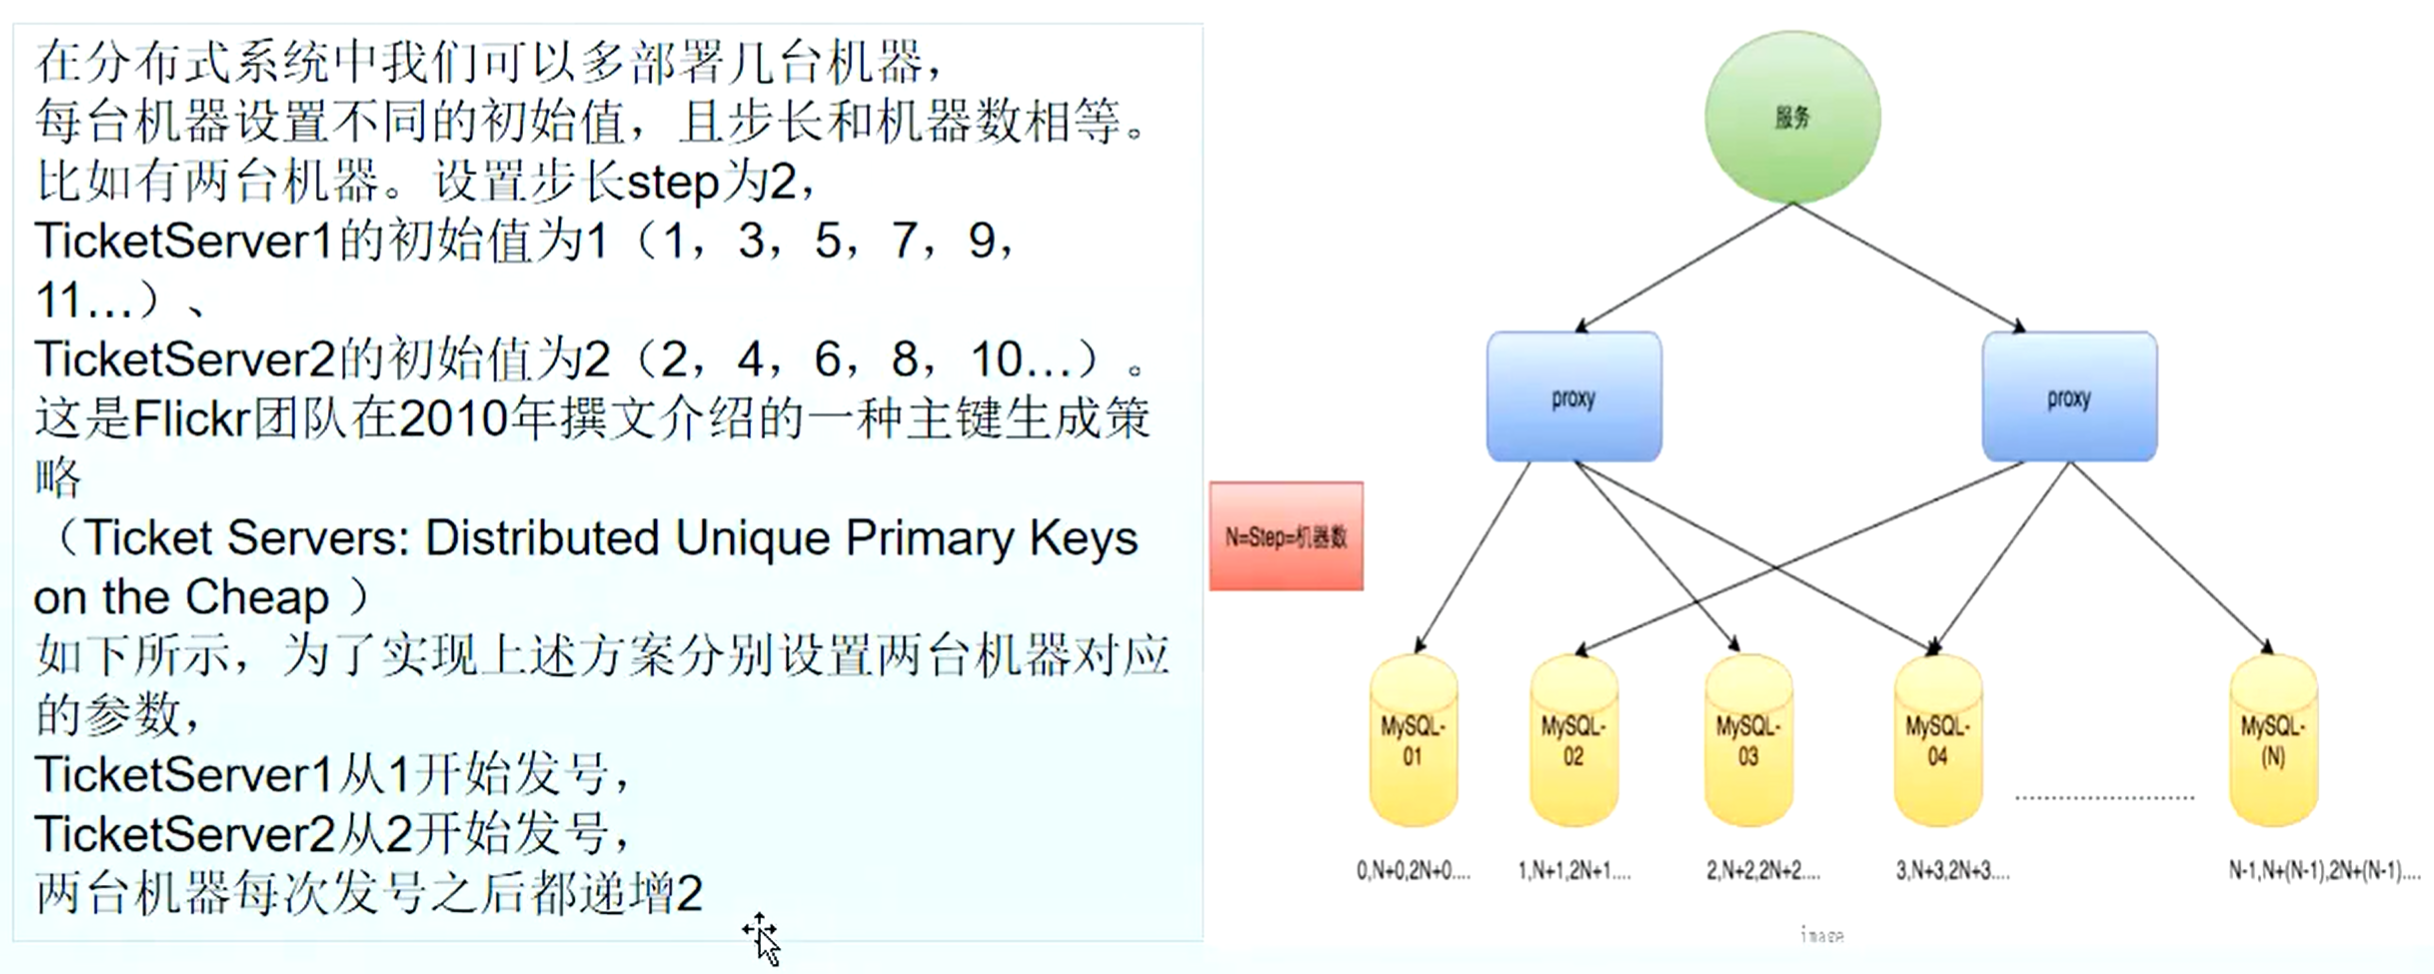 在分布式系统中我们可以多部署几台机器，
每台机器设置不同的初始值，且步长和机器数相等。
比如有两台机器。设置步长step为2，
TicketServer1的初始值为1（1，3，5，7，9，
11...）、
TicketServer2的初始值为2（2，4，6，8，10...）。
这是Flickr团队在2010年撰文介绍的一种主键生成策
略
（Ticket Servers: Distributed Unique Primary Keys
on the Cheap ）
如下所示，为了实现上述方案分别设置两台机器对应
的参数，
TicketServer1从1开始发号，
TicketServer2从2开始发号，
两台机器每次发号之后都递增2
服务
proxy
proxy
N=Step=机器数
MySQL-
01
MySQL-
02
MySQL-
03
MySQL-
04
MySQL-
(N)
0,N+0,2N+0....
1,N+1,2N+1....
2,N+2,2N+2....
3,N+3,2N+3....
N-1,N+(N-1),2N+(N-1)....
image